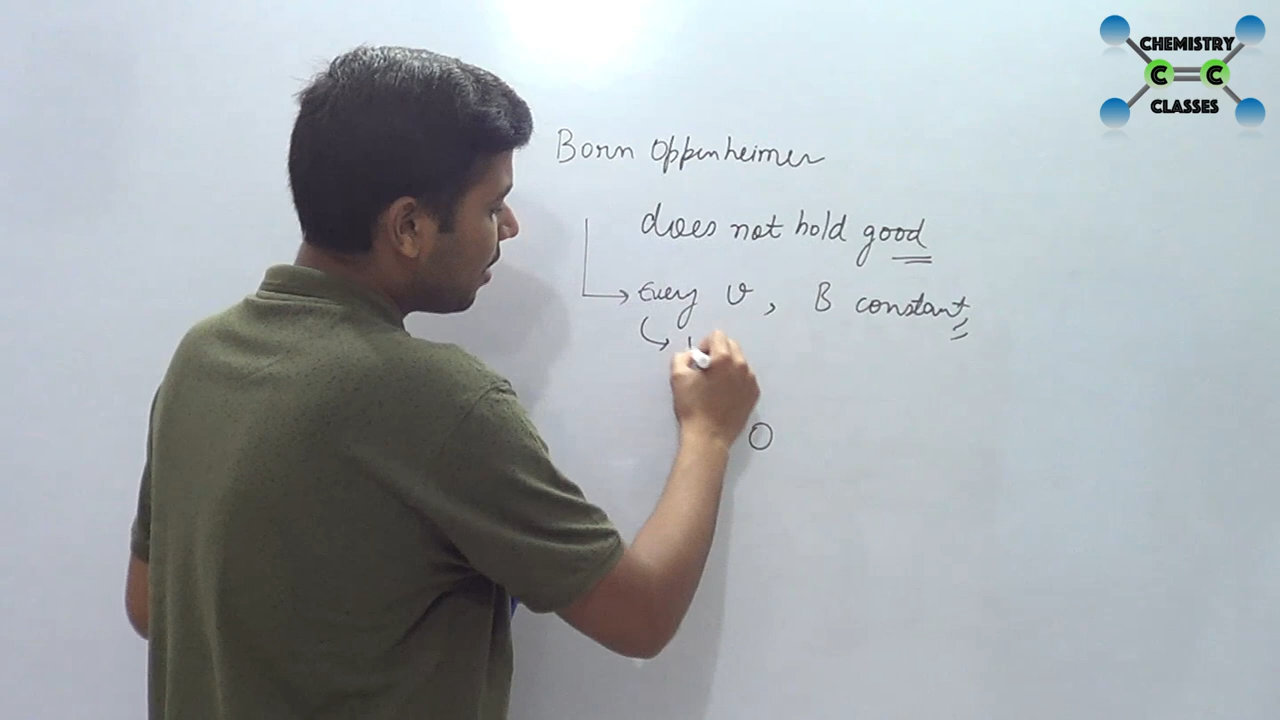 CHEMISTRY
C C
CLASSES
Born Oppenheimer
does not hold good
Every v, B constant
O